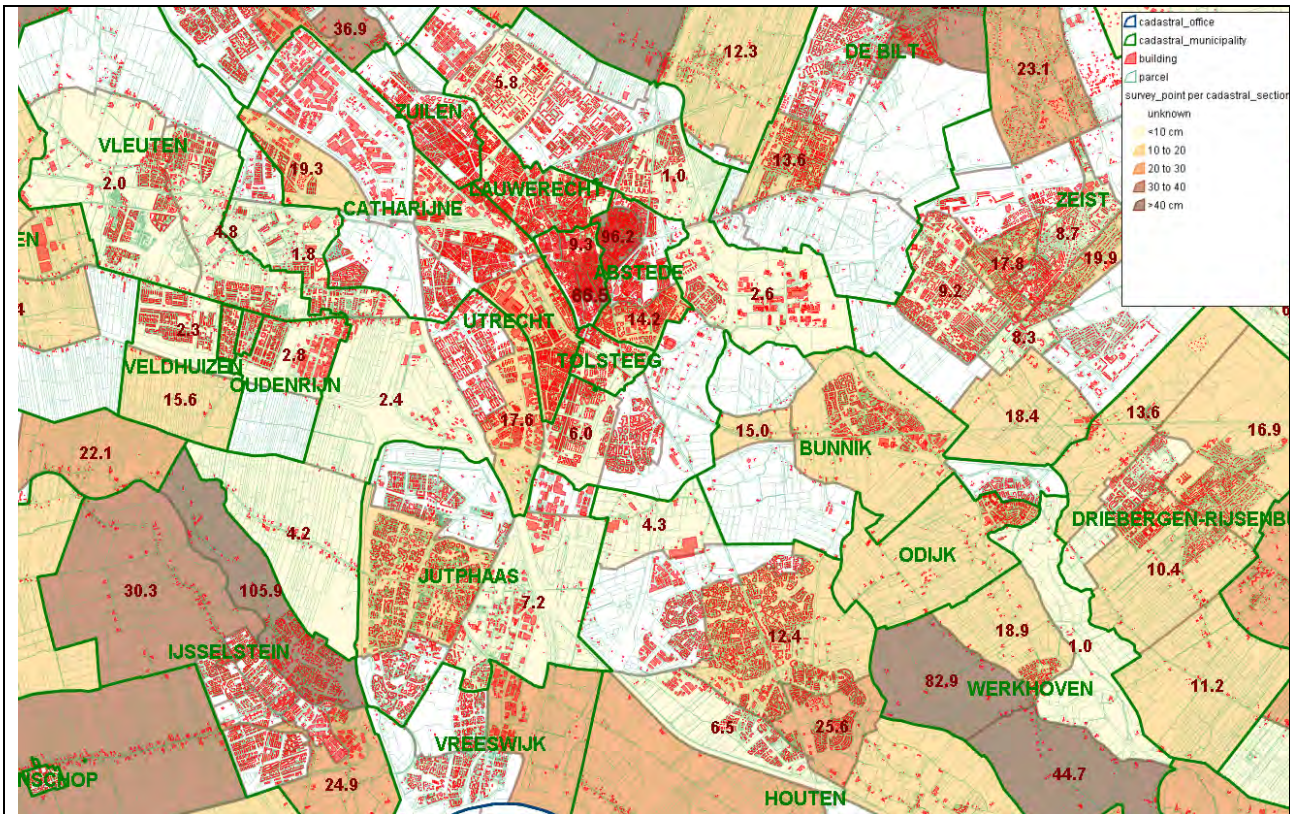 36.9
12.3
DE BILT
23.1
5.8
ZUILEN
VLEUTEN
2.0
19.3
13.6
1.0
LAUWERECHT
CATHARIJNE
ZEIST
4.8
1.8
9.3
96.2
ABSTEDE
8.7
17.8
19.9
9.2
2.6
66.5
14.2
UTRECHT
TOLSTEEG
2.3
2.8
VELDHUIZEN
OUDENRIJN
8.3
15.6
2.4
17.6
6.0
15.0
BUNNIK
18.4
13.6
16.9
22.1
4.2
4.3
DRIEBERGEN-RIJSENBU
ODIJK
10.4
30.3
105.9
JUTPHAAS
7.2
12.4
18.9
1.0
IJSSELSTEIN
82.9
WERKHOVEN
11.2
6.5
25.6
VREESWIJK
NSCHOP
24.9
HOUTEN
44.7
cadastral_office
cadastral_municipality
building
parcel
survey_point per cadastral_section
unknown
<10 cm
10 to 20
20 to 30
30 to 40
>40 cm